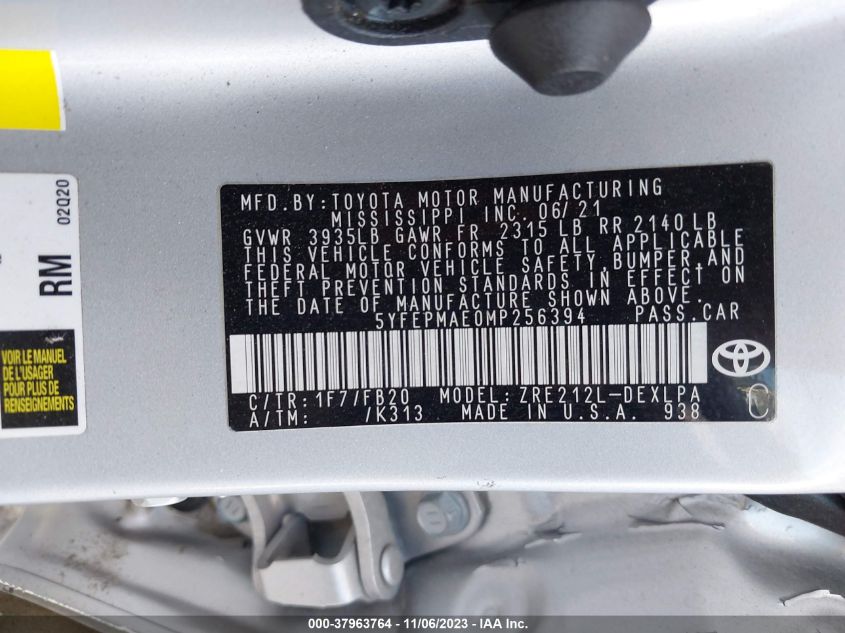 MFD. BY: TOYOTA MOTOR MANUFACTURING
MISSISSIPPI INC. 06/21
GVWR 3935LB GAWR FR 2315 LB RR 2140 LB
THIS VEHICLE CONFORMS TO ALL APPLICABLE
FEDERAL MOTOR VEHICLE SAFETY, BUMPER, AND
THEFT PREVENTION STANDARDS IN EFFECT ON
THE DATE OF MANUFACTURE SHOWN ABOVE.
5YFEPMAE0MP256394 PASS. CAR
C/TR: 1F7/FB20 MODEL: ZRE212L-DEXLPA
A/TM: /K313 MADE IN U.S.A. 938
C
02Q20
RM
VOIR LE MANUEL
DE L'USAGER
POUR PLUS DE
RENSEIGNEMENTS
000-37963764 - 11/06/2023 - IAA Inc.